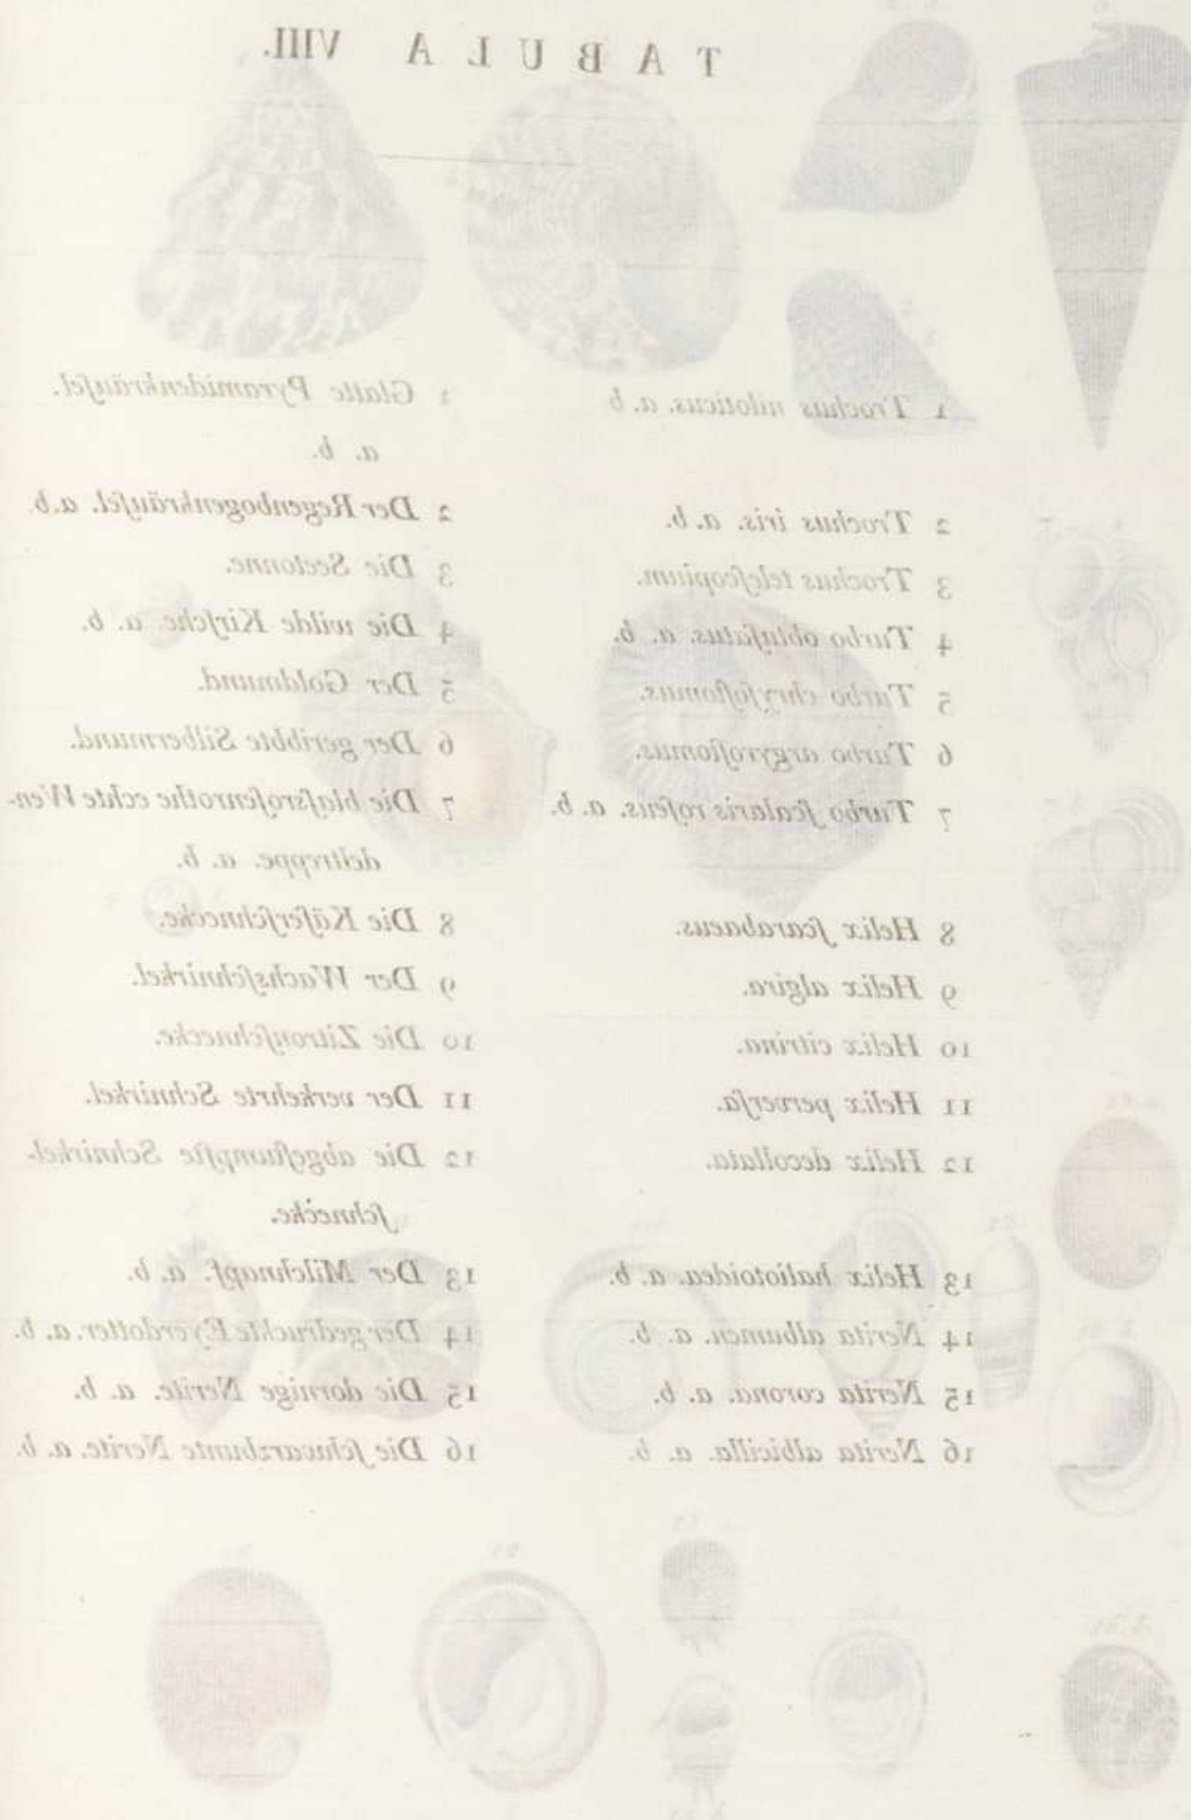 TABULA VIII.
1 Trochus niloticus. a. b
2 Trochus iris. a. b.
3 Trochus teleſcopium.
4 Turbo obtuſatus. a. b.
5 Turbo chryſoſtomus.
6 Turbo argyroſtomus.
7 Turbo ſcalaris roſeus. a. b.
8 Helix ſcarabaeus.
9 Helix algira.
10 Helix citrina.
11 Helix perverſa.
12 Helix decollata.
13 Helix haliotoidea. a. b.
14 Nerita albumen. a. b.
15 Nerita corona. a. b.
16 Nerita albicilla. a. b.
1 Glatte Pyramidenkräuſel.
a. b.
2 Der Regenbogenkräuſel. a. b.
3 Die Seetonne.
4 Die wilde Kirſche a. b.
5 Der Goldmund.
6 Der geribbte Silbermund.
7 Die blaſsroſenrothe echte Wen-
deltreppe. a. b.
8 Die Käferſchnecke.
9 Der Wachsſchnirkel.
10 Die Zitronſchnecke.
11 Der verkehrte Schnirkel.
12 Die abgeſtumpfte Schnirkel-
ſchnecke.
13 Der Milchnapf. a. b.
14 Der gedruckte Eyerdotter. a. b.
15 Die dornige Nerite. a. b.
16 Die ſchwarzbunte Nerite. a. b.